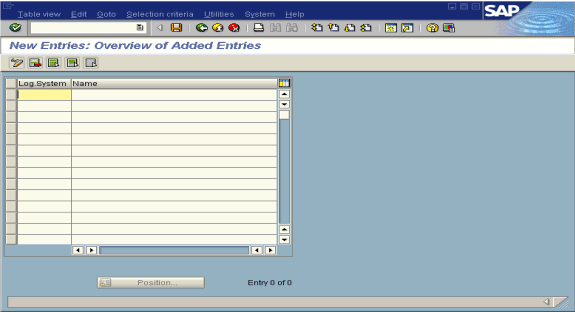 Table view Edit Goto Selection criteria Utilities System Help
SAP
New Entries: Overview of Added Entries
Log.System Name
Position... Entry 0 of 0